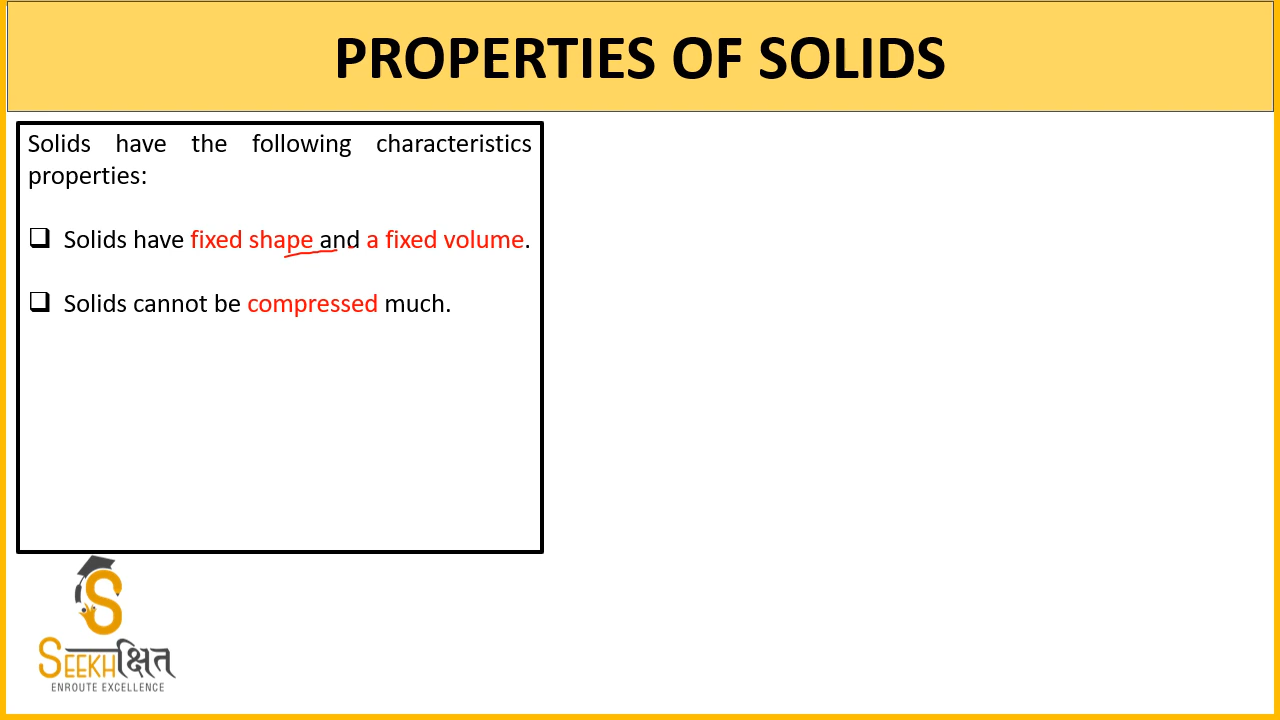 PROPERTIES OF SOLIDS
Solids have the following characteristics
properties:
❑ Solids have fixed shape and a fixed volume.
❑ Solids cannot be compressed much.
S
SEEKHक्षित
ENROUTE EXCELLENCE